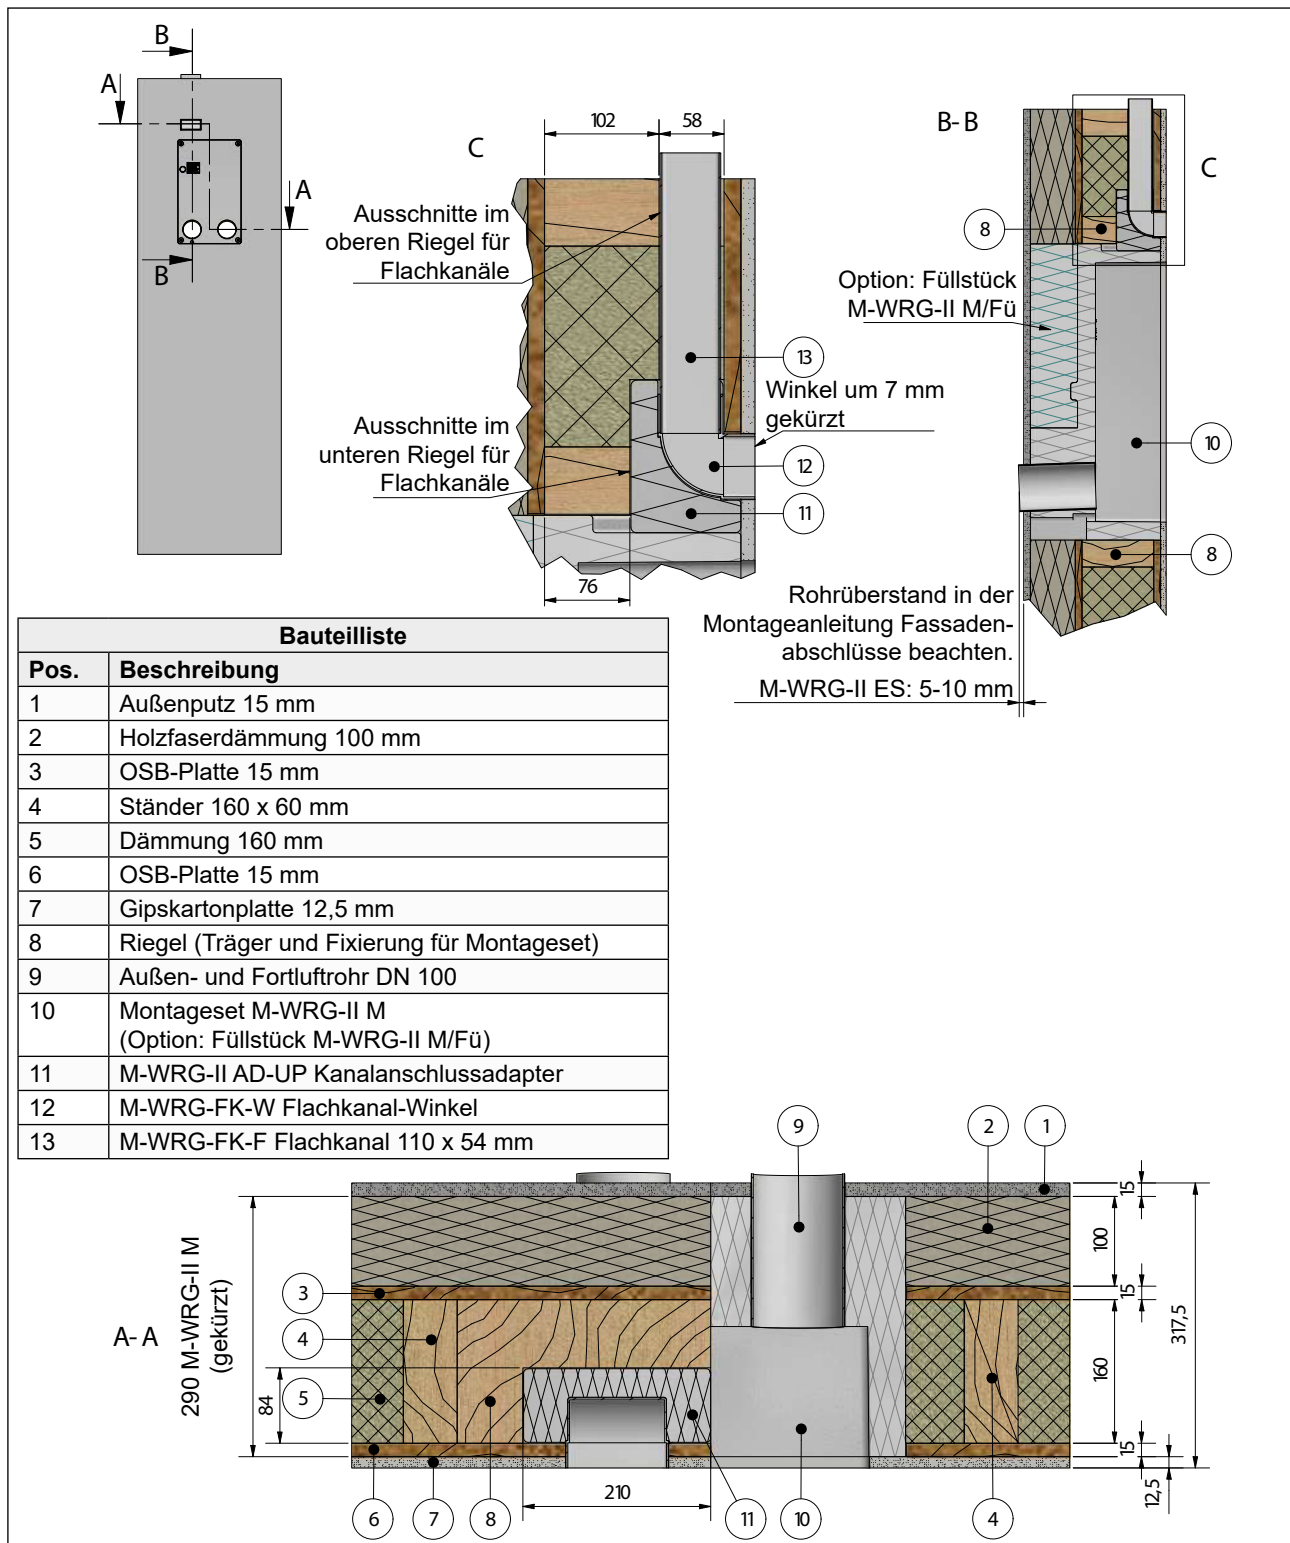 B
A
A
B
C
102
58
Ausschnitte im
oberen Riegel für
Flachkanäle
Ausschnitte im
unteren Riegel für
Flachkanäle
13
Winkel um 7 mm
gekürzt
12
11
76
B-B
C
8
Option: Füllstück
M-WRG-II M/Fü
10
8
Rohrüberstand in der
Montageanleitung Fassaden-
abschlüsse beachten.
M-WRG-II ES: 5-10 mm
Bauteilliste
Pos. Beschreibung
1 Außenputz 15 mm
2 Holzfaserdämmung 100 mm
3 OSB-Platte 15 mm
4 Ständer 160 x 60 mm
5 Dämmung 160 mm
6 OSB-Platte 15 mm
7 Gipskartonplatte 12,5 mm
8 Riegel (Träger und Fixierung für Montageset)
9 Außen- und Fortluftrohr DN 100
10 Montageset M-WRG-II M
(Option: Füllstück M-WRG-II M/Fü)
11 M-WRG-II AD-UP Kanalanschlussadapter
12 M-WRG-FK-W Flachkanal-Winkel
13 M-WRG-FK-F Flachkanal 110 x 54 mm
A-A
290 M-WRG-II M
(gekürzt)
84
3
4
5
9
2
1
15
100
15
160
15
12,5
317,5
210
6
7
8
11
10
4